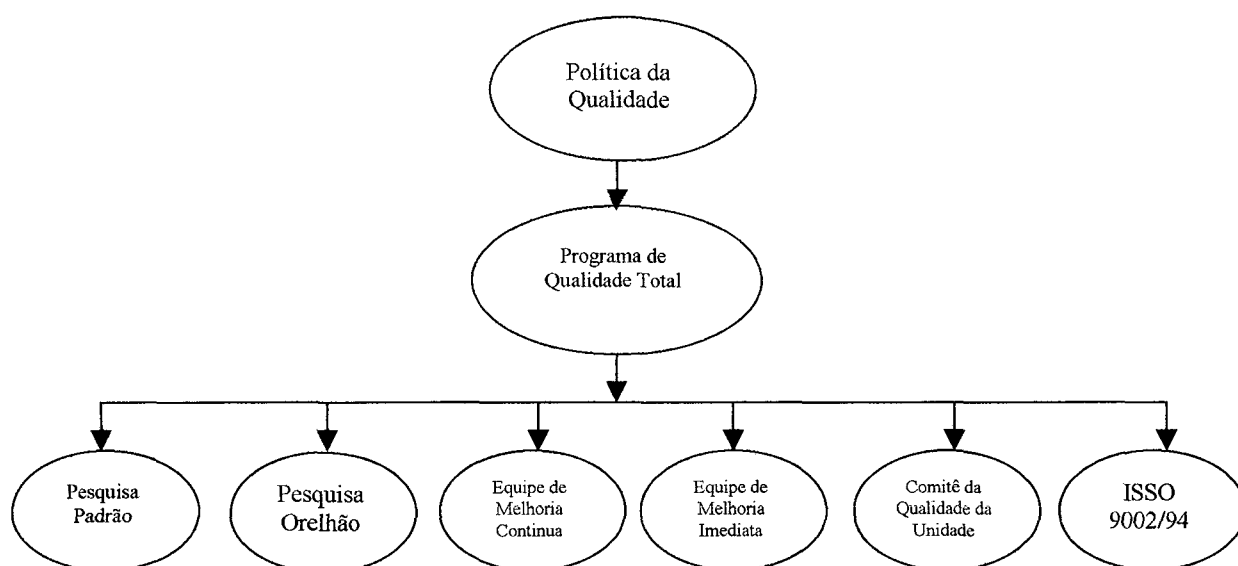 Política da
Qualidade
Programa de
Qualidade Total
Pesquisa
Padrão
Pesquisa
Orelhão
Equipe de
Melhoria
Continua
Equipe de
Melhoria
Imediata
Comitê da
Qualidade da
Unidade
ISSO
9002/94